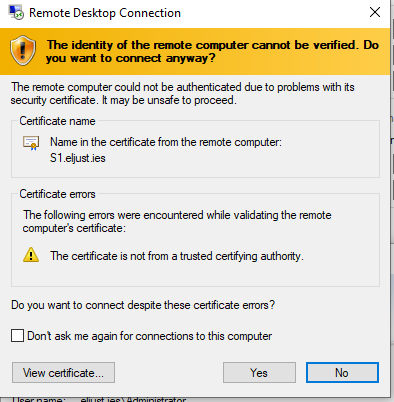 Remote Desktop Connection
The identity of the remote computer cannot be verified. Do
you want to connect anyway?
The remote computer could not be authenticated due to problems with its
security certificate. It may be unsafe to proceed.
Certificate name
Name in the certificate from the remote computer:
S1.eljust.ies
Certificate errors
The following errors were encountered while validating the remote
computer's certificate:
The certificate is not from a trusted certifying authority.
Do you want to connect despite these certificate errors?
Don't ask me again for connections to this computer
View certificate...
Yes
No
User name: eljust.ies\Administrator